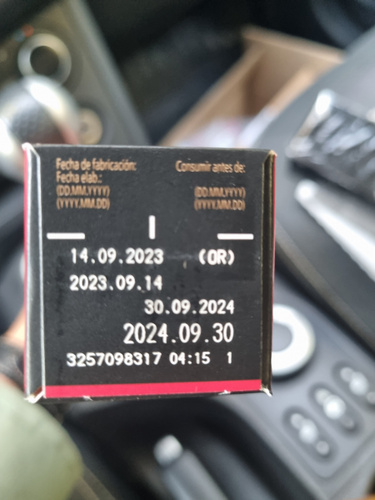 Fecha de fabricación: Consumir antes de:
Fecha elab.:
(DD.MM.YYYY) (DD.MM.YYYY)
(YYYY.MM.DD) (YYYY.MM.DD)
14.09.2023 (OR)
2023.09.14
30.09.2024
2024.09.30
3257098317 04:15 1